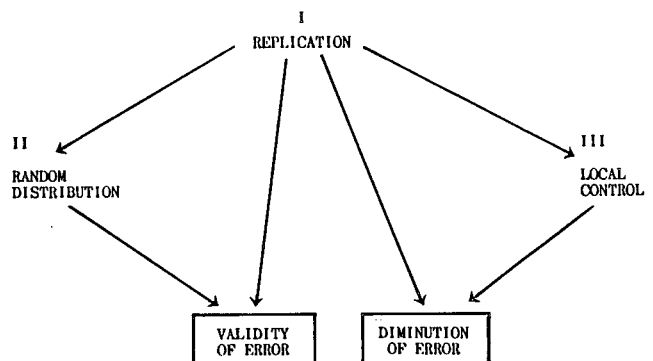 I
REPLICATION
II
RANDOM
DISTRIBUTION
III
LOCAL
CONTROL
VALIDITY
OF ERROR
DIMINUTION
OF ERROR